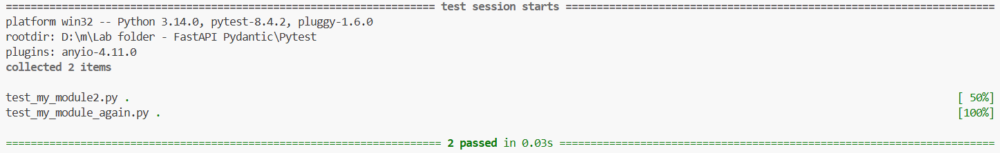 ===================================================================== test session starts =====================================================================
platform win32 -- Python 3.14.0, pytest-8.4.2, pluggy-1.6.0
rootdir: D:\m\Lab folder - FastAPI Pydantic\Pytest
plugins: anyio-4.11.0
collected 2 items
test_my_module2.py . [ 50%]
test_my_module_again.py . [100%]
====================================================================== 2 passed in 0.03s ======================================================================